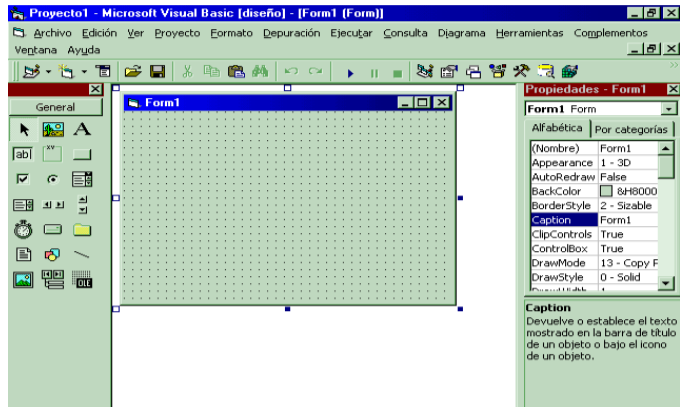 Proyecto1 - Microsoft Visual Basic [diseño] - [Form1 (Form)]
Archivo Edición Ver Proyecto Formato Depuración Ejecutar Consulta Diagrama Herramientas Complementos
Ventana Ayuda
General
A
ab|
xv
OLE
Form1
Propiedades - Form1
Form1 Form
Alfabética Por categorías
(Nombre) Form1
Appearance 1 - 3D
AutoRedraw False
BackColor &H8000
BorderStyle 2 - Sizable
Caption Form1
ClipControls True
ControlBox True
DrawMode 13 - Copy P
DrawStyle 0 - Solid
Caption
Devuelve o establece el texto
mostrado en la barra de título
de un objeto o bajo el icono
de un objeto.